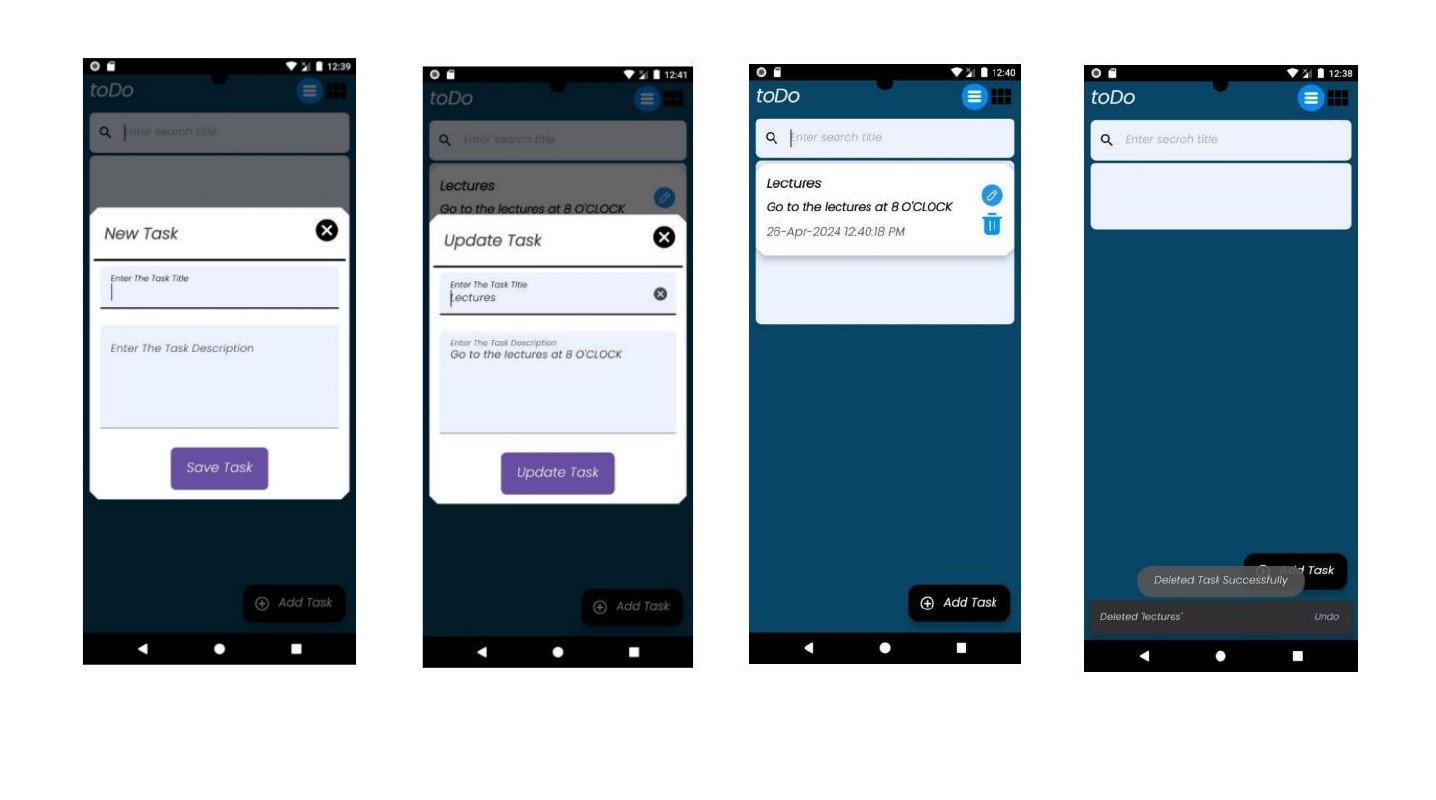 12:39
toDo
Enter search title
New Task
Enter The Task Title
Enter The Task Description
Save Task
Add Task
12:41
toDo
Enter search title
Lectures
Go to the lectures at 8 O'CLOCK
Update Task
Enter The Task Title
Lectures
Enter The Task Description
Go to the lectures at 8 O'CLOCK
Update Task
Add Task
12:40
toDo
Enter search title
Lectures
Go to the lectures at 8 O'CLOCK
26-Apr-2024 12:40:18 PM
Add Task
12:38
toDo
Enter search title
Add Task
Deleted Task Successfully
Deleted 'lectures'
Undo